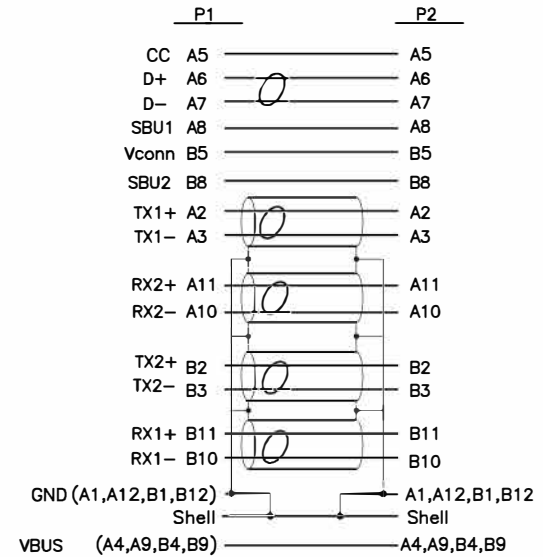 P1 P2
CC A5 A5
D+ A6 A6
D- A7 A7
SBU1 A8 A8
Vconn B5 B5
SBU2 B8 B8
TX1+ A2 A2
TX1- A3 A3
RX2+ A11 A11
RX2- A10 A10
TX2+ B2 B2
TX2- B3 B3
RX1+ B11 B11
RX1- B10 B10
GND (A1,A12,B1,B12) A1,A12,B1,B12
Shell Shell
VBUS (A4,A9,B4,B9) A4,A9,B4,B9